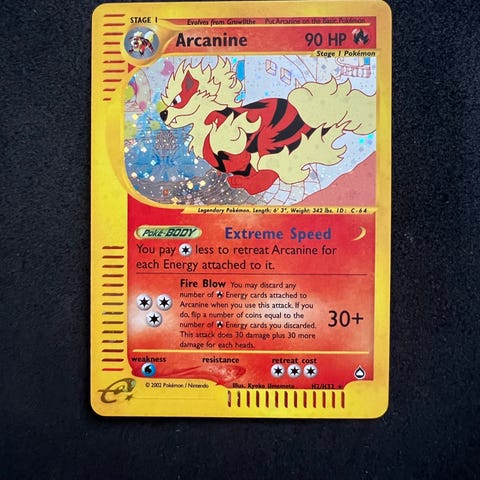 STAGE 1 Evolves from Growlithe Put Arcanine on the Basic Pokémon
Arcanine 90 HP
Stage 1 Pokémon
Legendary Pokémon. Length: 6' 3", Weight: 342 lbs. ID: C-64
Poké-BODY Extreme Speed
You pay less to retreat Arcanine for
each Energy attached to it.
Fire Blow You may discard any
number of Energy cards attached to
Arcanine when you use this attack. If you
do, flip a number of coins equal to the
number of Energy cards you discarded.
This attack does 30 damage plus 30 more
damage for each heads.
30+
weakness resistance retreat cost
Illus. Kyoko Umemoto H2/H32
© 2002 Pokémon / Nintendo
e